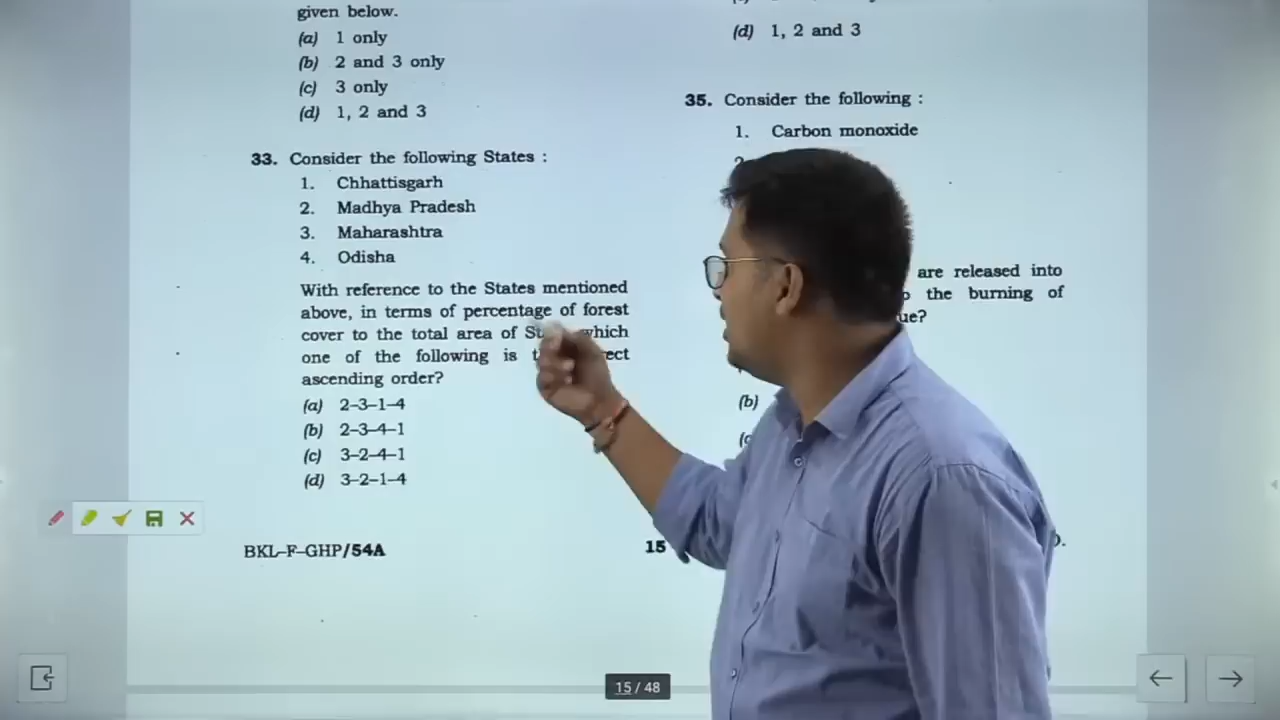 given below.
(a) 1 only
(b) 2 and 3 only
(c) 3 only
(d) 1, 2 and 3
33. Consider the following States :
1. Chhattisgarh
2. Madhya Pradesh
3. Maharashtra
4. Odisha
With reference to the States mentioned
above, in terms of percentage of forest
cover to the total area of which
one of the following is
ascending order?
(a) 2-3-1-4
(b) 2-3-4-1
(c) 3-2-4-1
(d) 3-2-1-4
BKL-F-GHP/54A
(d) 1, 2 and 3
35. Consider the following :
1. Carbon monoxide
are released into
the burning of
(b)
15
15 / 48